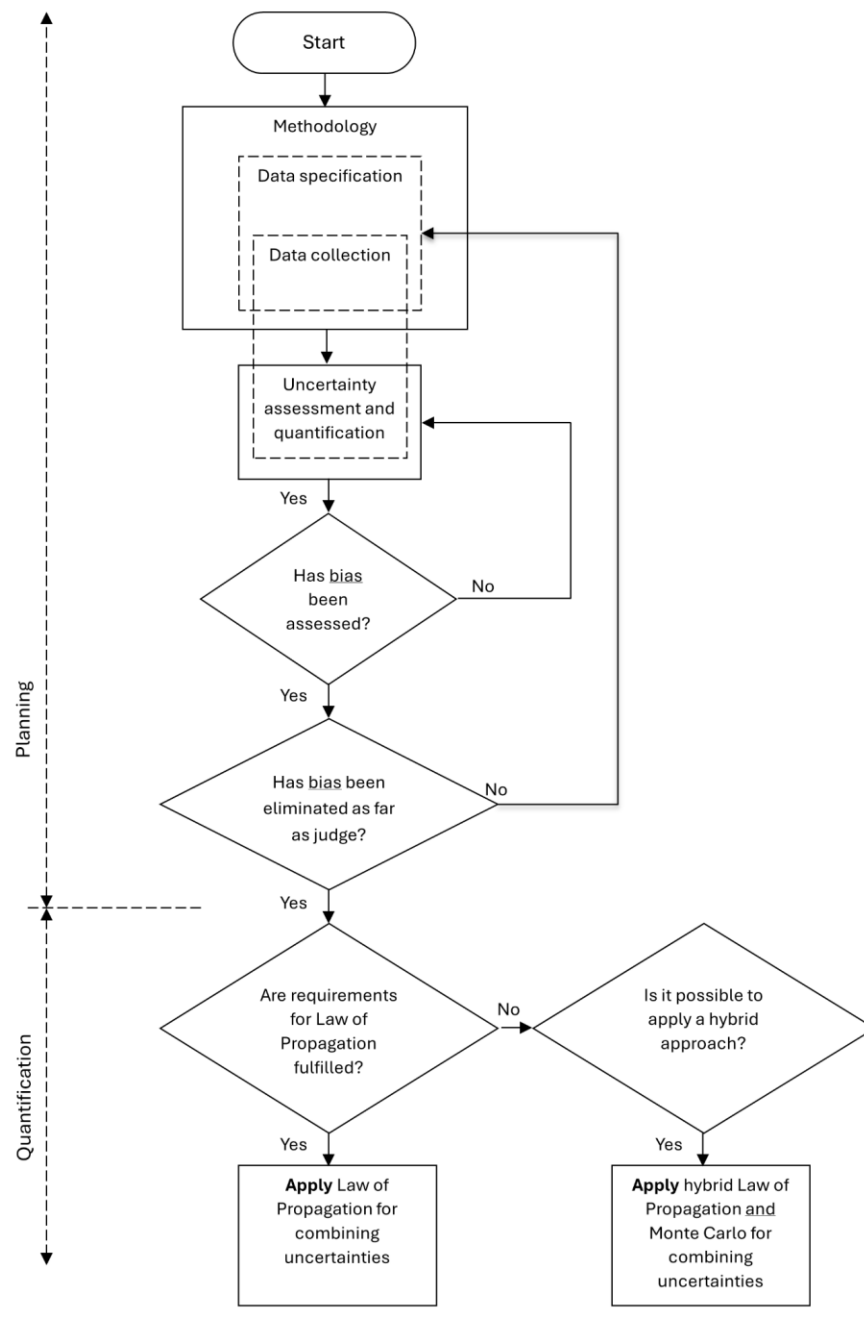 Start
Methodology
Data specification
Data collection
Uncertainty
assessment and
quantification
Yes
Has bias
been
assessed?
No
Yes
Has bias been
eliminated as far
as judge?
No
Planning
Yes
Are requirements
for Law of
Propagation
fulfilled?
No
Is it possible to
apply a hybrid
approach?
Quantification
Yes
Apply Law of
Propagation for
combining
uncertainties
Yes
Apply hybrid Law of
Propagation and
Monte Carlo for
combining
uncertainties